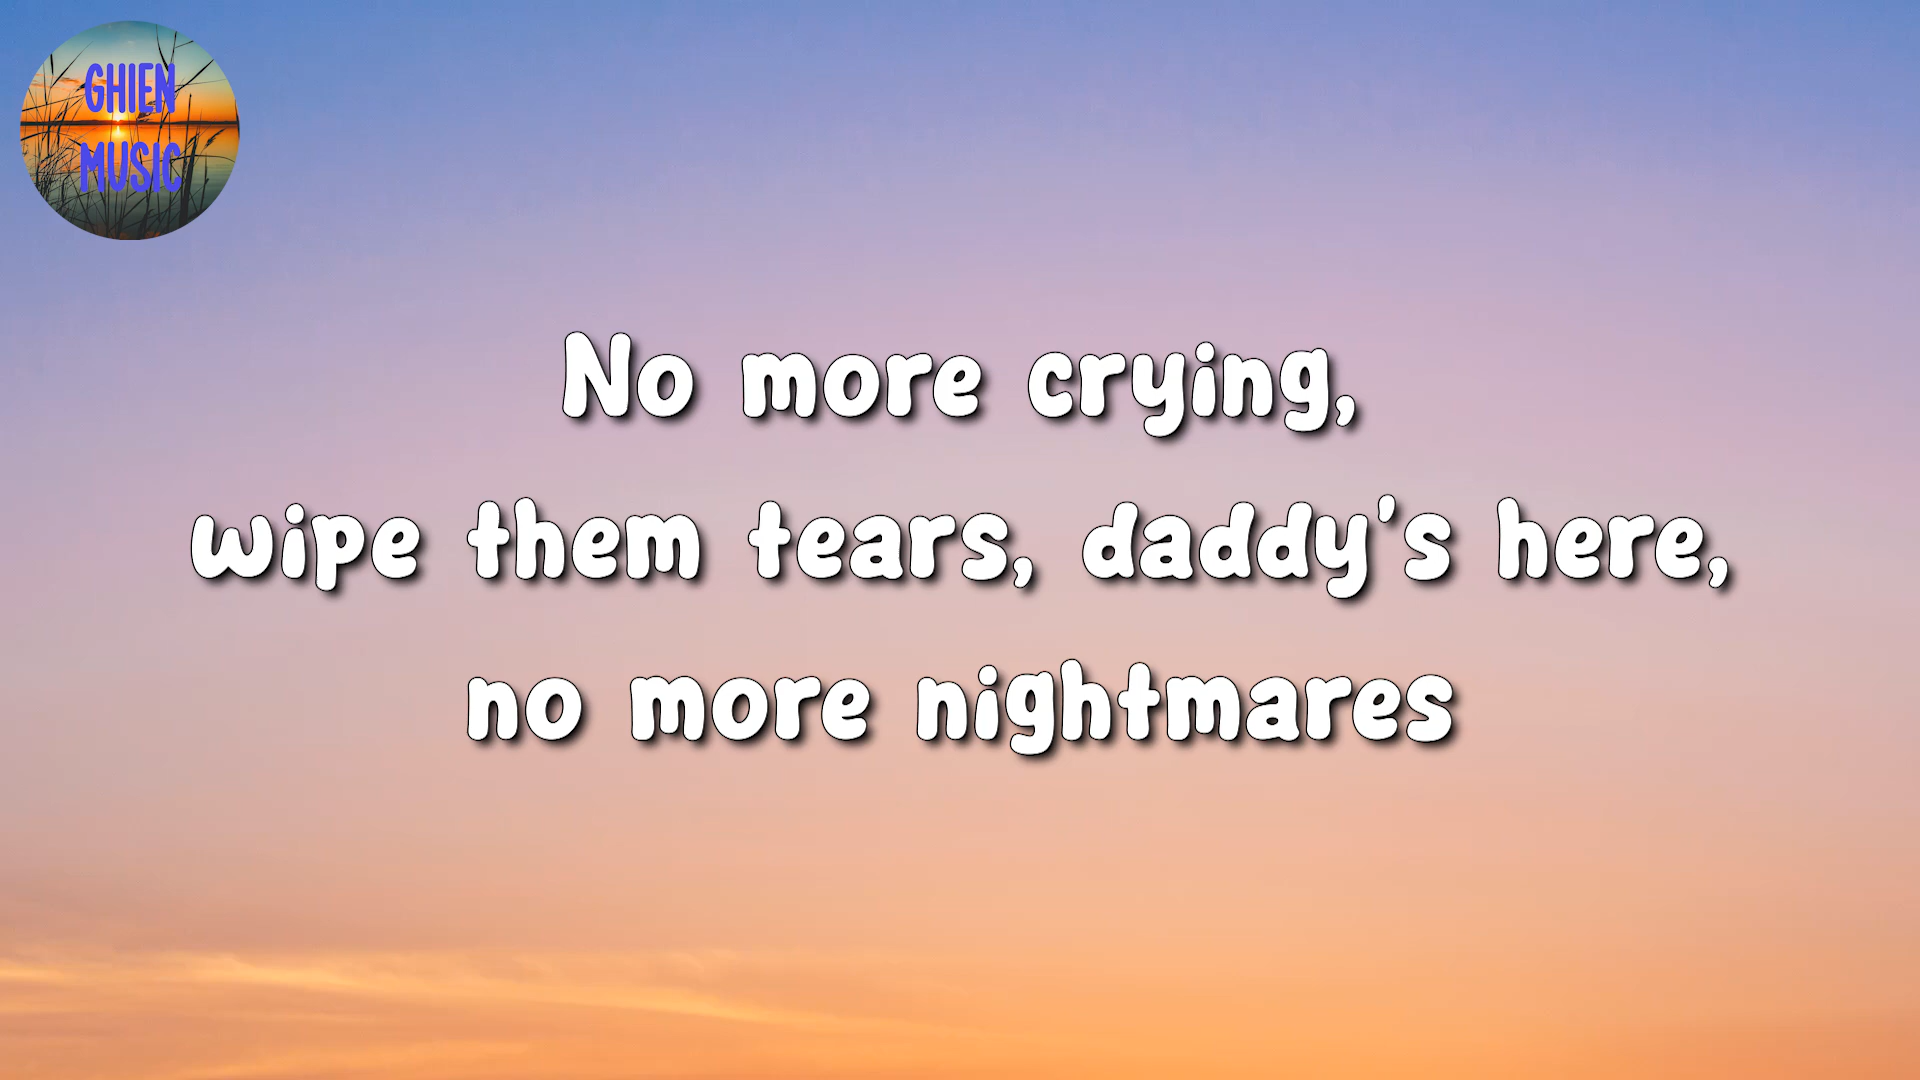 GHIEN
MUSIC
No more crying,
wipe them tears, daddy's here,
no more nightmares